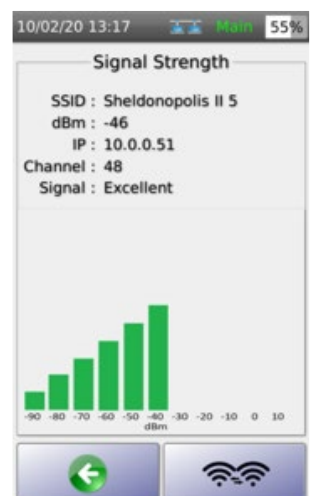 10/02/20 13:17 Main 55%
Signal Strength
SSID : Sheldonopolis II 5
dBm : -46
IP : 10.0.0.51
Channel : 48
Signal : Excellent
-90 -80 -70 -60 -50 -40 -30 -20 -10 0 10
dBm